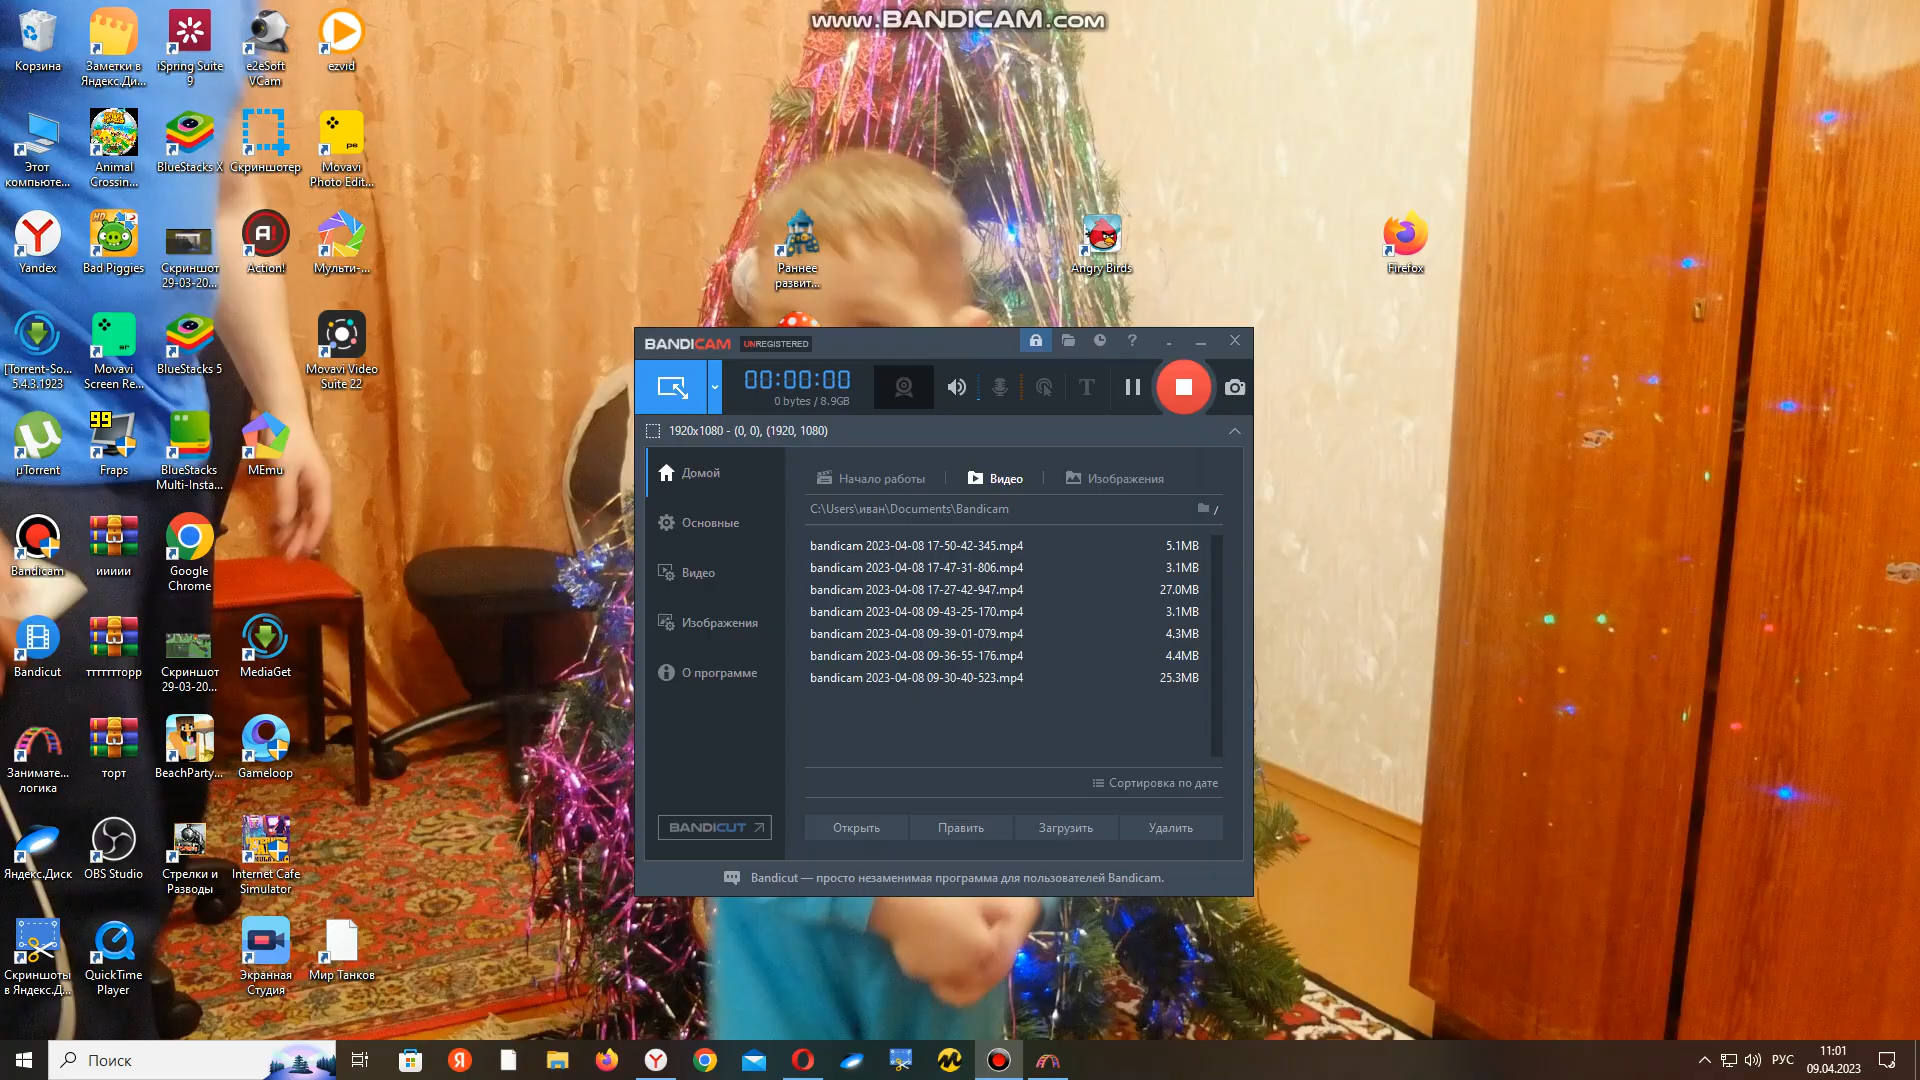 www.BANDICAM.com
Корзина
Заметки в
Яндекс.Ди...
iSpring Suite
9
e2eSoft
VCam
ezvid
Этот
компьюте...
Animal
Crossin...
BlueStacks X
Скриншотер
Movavi
Photo Edit...
Yandex
Bad Piggies
Скриншот
29-03-20...
Action!
Мульти-...
Раннее
развит...
Angry Birds
Firefox
[Torrent-So...
5.4.3.1923
Movavi
Screen Re...
BlueStacks 5
Movavi Video
Suite 22
µTorrent
99
Fraps
BlueStacks
Multi-Insta...
MEmu
Bandicam
иииии
Google
Chrome
Bandicut
ттттттторр
Скриншот
29-03-20...
MediaGet
Занимате...
логика
торт
BeachParty...
Gameloop
Яндекс.Диск
OBS Studio
Стрелки и
Разводы
Internet Cafe
Simulator
Скриншоты
в Яндекс.Д...
QuickTime
Player
Экранная
Студия
Мир Танков
BANDICAM UNREGISTERED
00:00:00
0 bytes / 8.9GB
1920x1080 - (0, 0), (1920, 1080)
Домой
Основные
Видео
Изображения
О программе
BANDICUT
Начало работы
Видео
Изображения
C:\Users\иван\Documents\Bandicam
bandicam 2023-04-08 17-50-42-345.mp4 5.1MB
bandicam 2023-04-08 17-47-31-806.mp4 3.1MB
bandicam 2023-04-08 17-27-42-947.mp4 27.0MB
bandicam 2023-04-08 09-43-25-170.mp4 3.1MB
bandicam 2023-04-08 09-39-01-079.mp4 4.3MB
bandicam 2023-04-08 09-36-55-176.mp4 4.4MB
bandicam 2023-04-08 09-30-40-523.mp4 25.3MB
Сортировка по дате
Открыть Править Загрузить Удалить
Bandicut — просто незаменимая программа для пользователей Bandicam.
Поиск
РУС
11:01
09.04.2023